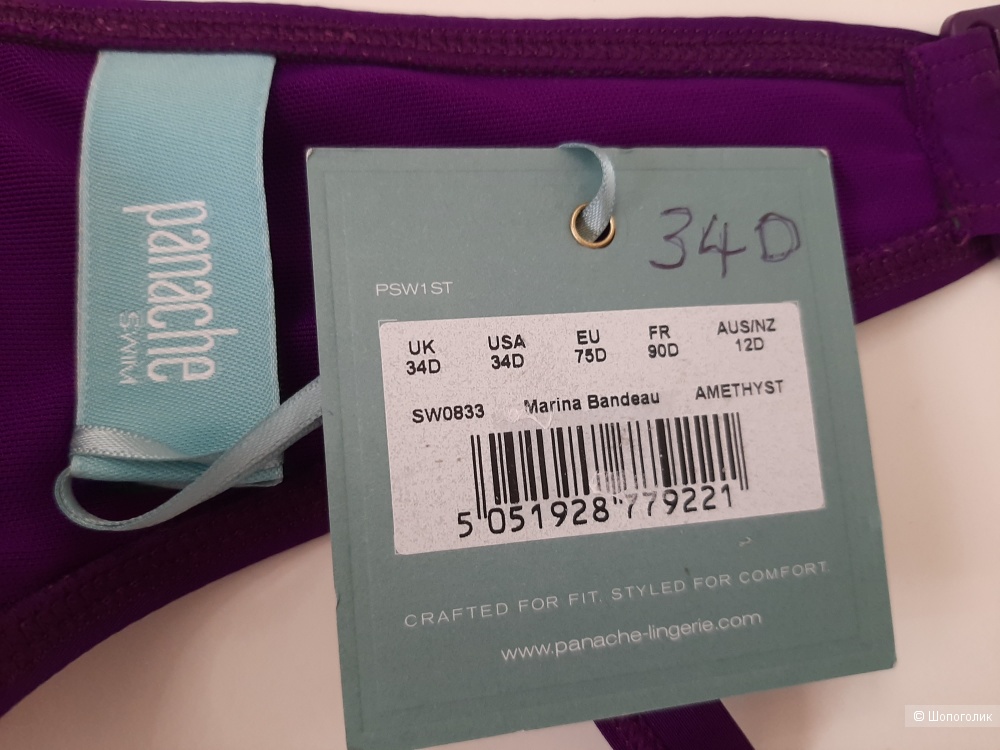 panache
SWIM
34D
PSW1ST
UK USA EU FR AUS/NZ
34D 34D 75D 90D 12D
SW0833 Marina Bandeau AMETHYST
5 051928 779221
CRAFTED FOR FIT. STYLED FOR COMFORT.
www.panache-lingerie.com
© Шопоголик